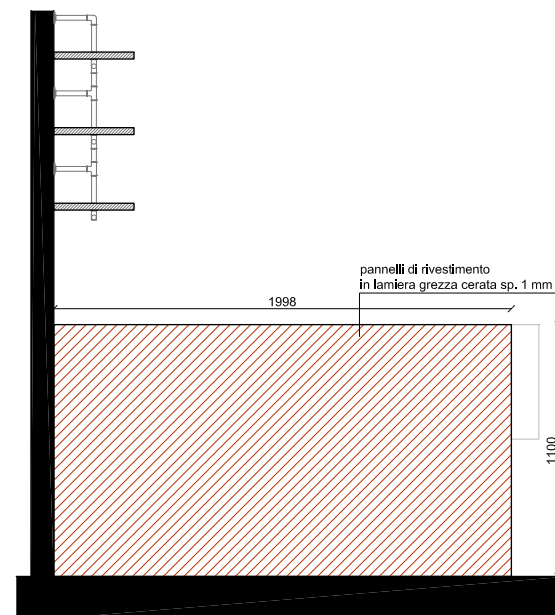 pannelli di rivestimento
in lamiera grezza cerata sp. 1 mm
1998
1100